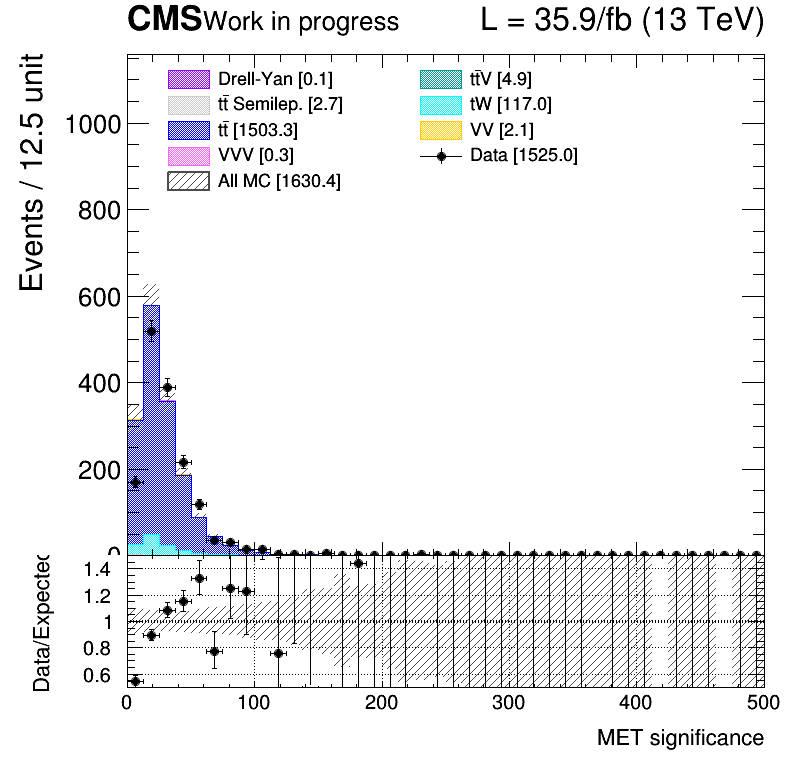 CMS Work in progress L = 35.9/fb (13 TeV)
Drell-Yan [0.1]
tt̄ Semilep. [2.7]
tt̄ [1503.3]
VVV [0.3]
All MC [1630.4]
tt̄V [4.9]
tW [117.0]
VV [2.1]
Data [1525.0]
Events / 12.5 unit
1000
800
600
400
200
0
Data/Expected
1.4
1.2
1
0.8
0.6
0 100 200 300 400 500
MET significance